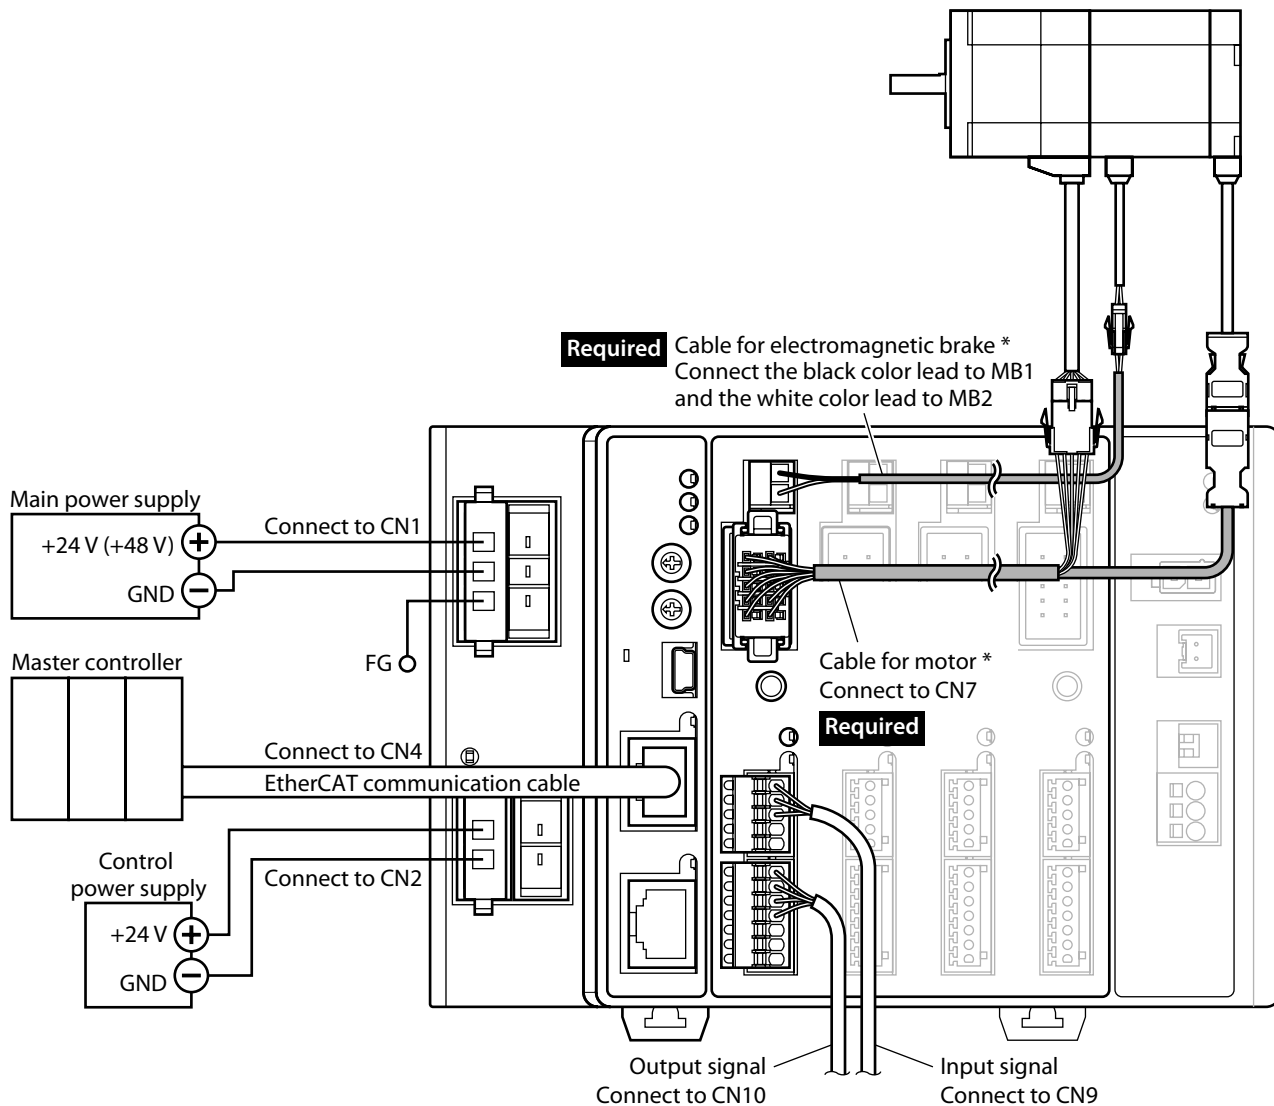 Required
Cable for electromagnetic brake *
Connect the black color lead to MB1
and the white color lead to MB2
Main power supply
+24 V (+48 V)
GND
Connect to CN1
FG
Master controller
Connect to CN4
EtherCAT communication cable
Cable for motor *
Connect to CN7
Required
Control
power supply
+24 V
GND
Connect to CN2
Output signal
Connect to CN10
Input signal
Connect to CN9